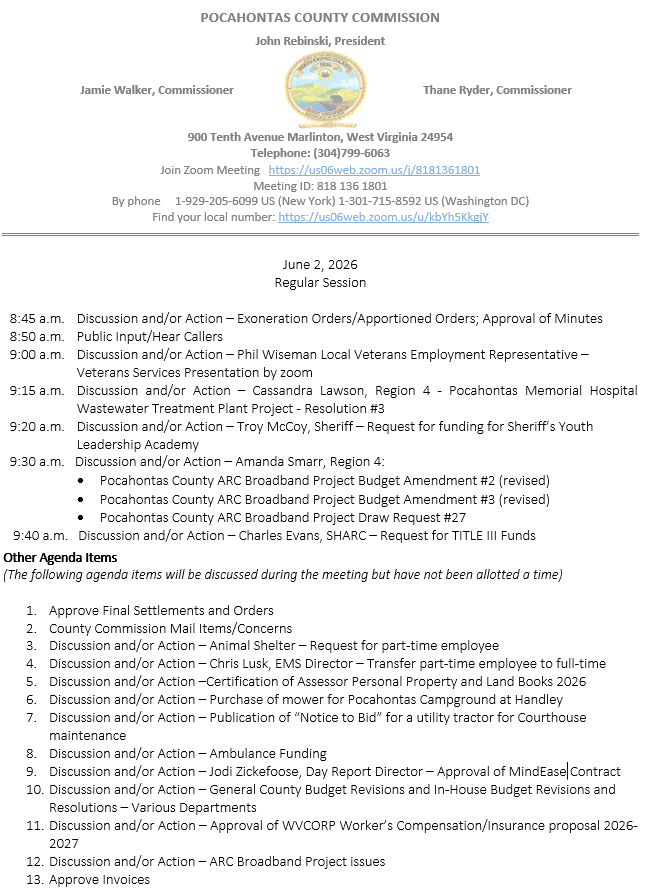 POCAHONTAS COUNTY COMMISSION
John Rebinski, President
Jamie Walker, Commissioner
Thane Ryder, Commissioner
900 Tenth Avenue Marlinton, West Virginia 24954
Telephone: (304)799-6063
Join Zoom Meeting https://us06web.zoom.us/j/8181361801
Meeting ID: 818 136 1801
By phone 1-929-205-6099 US (New York) 1-301-715-8592 US (Washington DC)
Find your local number: https://us06web.zoom.us/u/kbYh5KkgjY
June 2, 2026
Regular Session
8:45 a.m. Discussion and/or Action – Exoneration Orders/Apportioned Orders; Approval of Minutes
8:50 a.m. Public Input/Hear Callers
9:00 a.m. Discussion and/or Action – Phil Wiseman Local Veterans Employment Representative –
Veterans Services Presentation by zoom
9:15 a.m. Discussion and/or Action – Cassandra Lawson, Region 4 - Pocahontas Memorial Hospital
Wastewater Treatment Plant Project - Resolution #3
9:20 a.m. Discussion and/or Action – Troy McCoy, Sheriff – Request for funding for Sheriff's Youth
Leadership Academy
9:30 a.m. Discussion and/or Action – Amanda Smarr, Region 4:
• Pocahontas County ARC Broadband Project Budget Amendment #2 (revised)
• Pocahontas County ARC Broadband Project Budget Amendment #3 (revised)
• Pocahontas County ARC Broadband Project Draw Request #27
9:40 a.m. Discussion and/or Action – Charles Evans, SHARC – Request for TITLE III Funds
Other Agenda Items
(The following agenda items will be discussed during the meeting but have not been allotted a time)
1. Approve Final Settlements and Orders
2. County Commission Mail Items/Concerns
3. Discussion and/or Action – Animal Shelter – Request for part-time employee
4. Discussion and/or Action – Chris Lusk, EMS Director – Transfer part-time employee to full-time
5. Discussion and/or Action –Certification of Assessor Personal Property and Land Books 2026
6. Discussion and/or Action – Purchase of mower for Pocahontas Campground at Handley
7. Discussion and/or Action – Publication of "Notice to Bid" for a utility tractor for Courthouse
maintenance
8. Discussion and/or Action – Ambulance Funding
9. Discussion and/or Action – Jodi Zickefoose, Day Report Director – Approval of MindEase Contract
10. Discussion and/or Action – General County Budget Revisions and In-House Budget Revisions and
Resolutions – Various Departments
11. Discussion and/or Action – Approval of WVCORP Worker's Compensation/Insurance proposal 2026-
2027
12. Discussion and/or Action – ARC Broadband Project issues
13. Approve Invoices